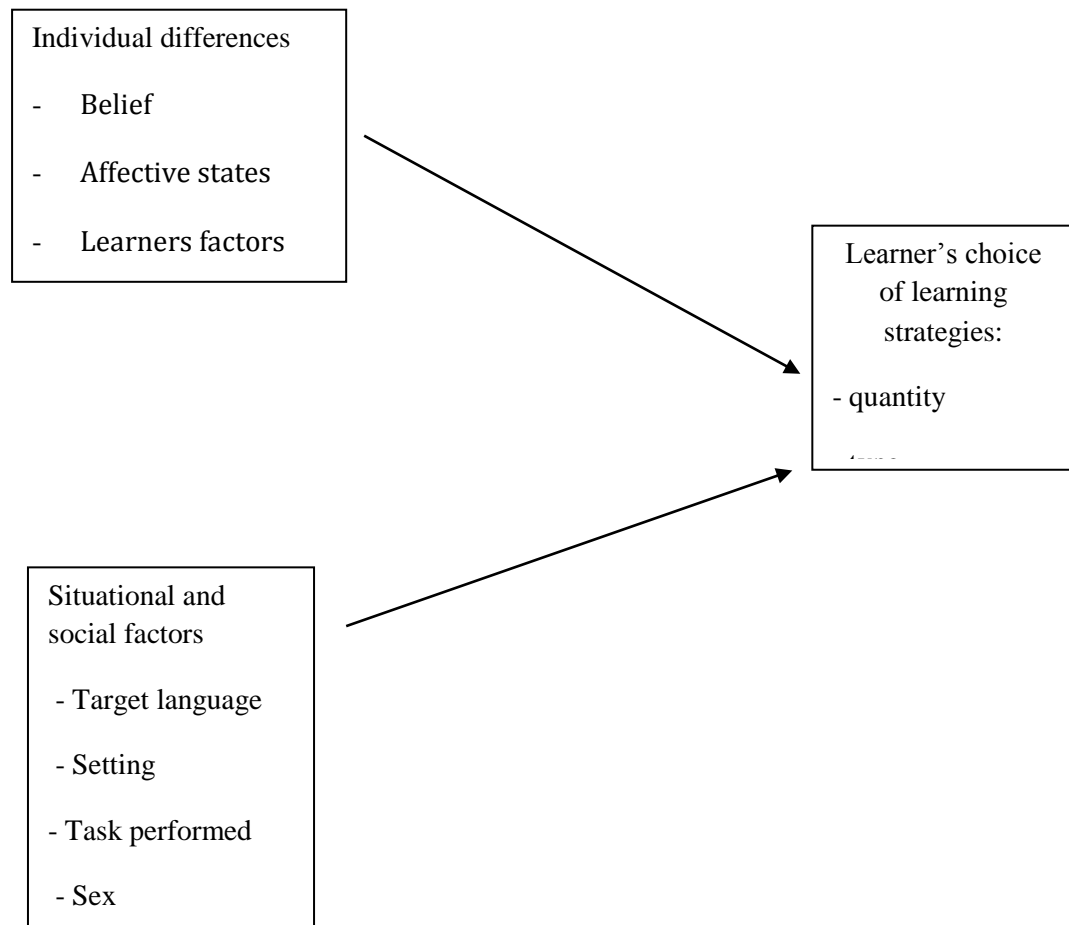 Individual differences
- Belief
- Affective states
- Learners factors
Learner’s choice
of learning
strategies:
- quantity
Situational and
social factors
- Target language
- Setting
- Task performed
- Sex